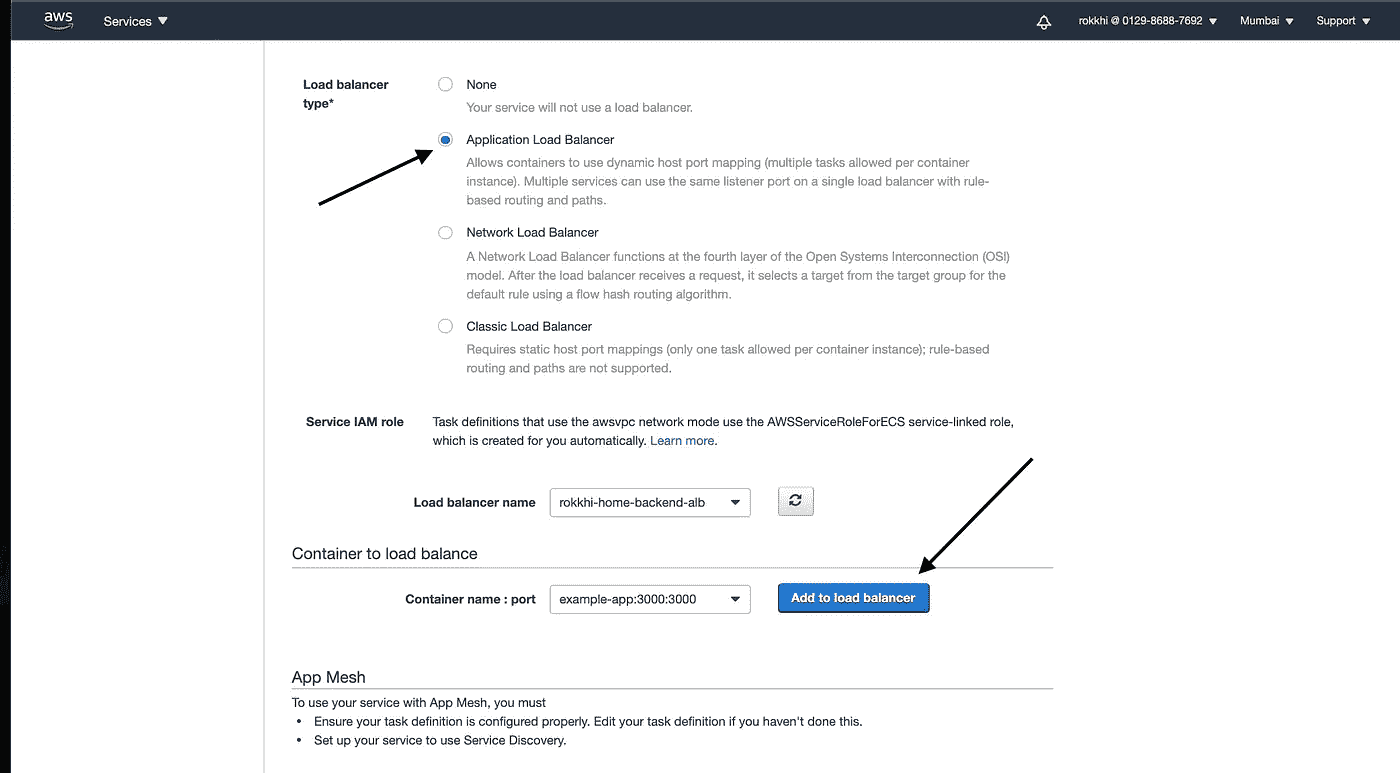 aws Services rokkhi @ 0129-8688-7692 Mumbai Support
Load balancer type*
None
Your service will not use a load balancer.
Application Load Balancer
Allows containers to use dynamic host port mapping (multiple tasks allowed per container
instance). Multiple services can use the same listener port on a single load balancer with rule-
based routing and paths.
Network Load Balancer
A Network Load Balancer functions at the fourth layer of the Open Systems Interconnection (OSI)
model. After the load balancer receives a request, it selects a target from the target group for the
default rule using a flow hash routing algorithm.
Classic Load Balancer
Requires static host port mappings (only one task allowed per container instance); rule-based
routing and paths are not supported.
Service IAM role
Task definitions that use the awsvpc network mode use the AWSServiceRoleForECS service-linked role,
which is created for you automatically. Learn more.
Load balancer name rokkhi-home-backend-alb
Container to load balance
Container name : port example-app:3000:3000 Add to load balancer
App Mesh
To use your service with App Mesh, you must
• Ensure your task definition is configured properly. Edit your task definition if you haven't done this.
• Set up your service to use Service Discovery.